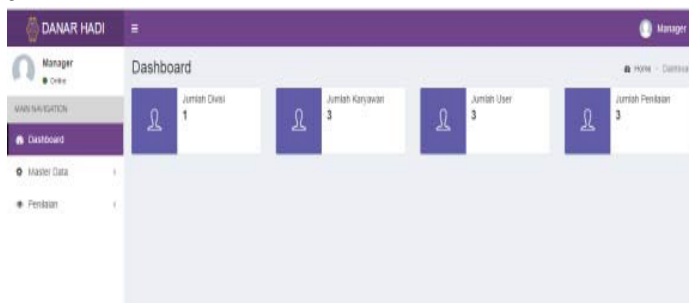 DANAR HADI
Manager
Manager
Online
Dashboard
Home - Dashboard
MAIN NAVIGATION
Jumlah Divisi
1
Jumlah Karyawan
3
Jumlah User
3
Jumlah Penilaian
3
Dashboard
Master Data
Penilaian